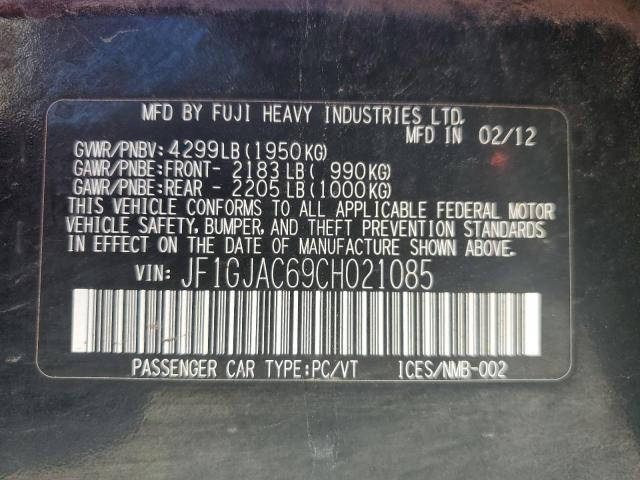 MFD BY FUJI HEAVY INDUSTRIES LTD.
MFD IN 02/12
GVWR/PNBV: 4299LB (1950KG)
GAWR/PNBE: FRONT- 2183LB ( 990KG)
GAWR/PNBE: REAR - 2205LB (1000KG)
THIS VEHICLE CONFORMS TO ALL APPLICABLE FEDERAL MOTOR
VEHICLE SAFETY, BUMPER, AND THEFT PREVENTION STANDARDS
IN EFFECT ON THE DATE OF MANUFACTURE SHOWN ABOVE.
VIN: JF1GJAC69CH021085
PASSENGER CAR TYPE:PC/VT ICES/NMB-002